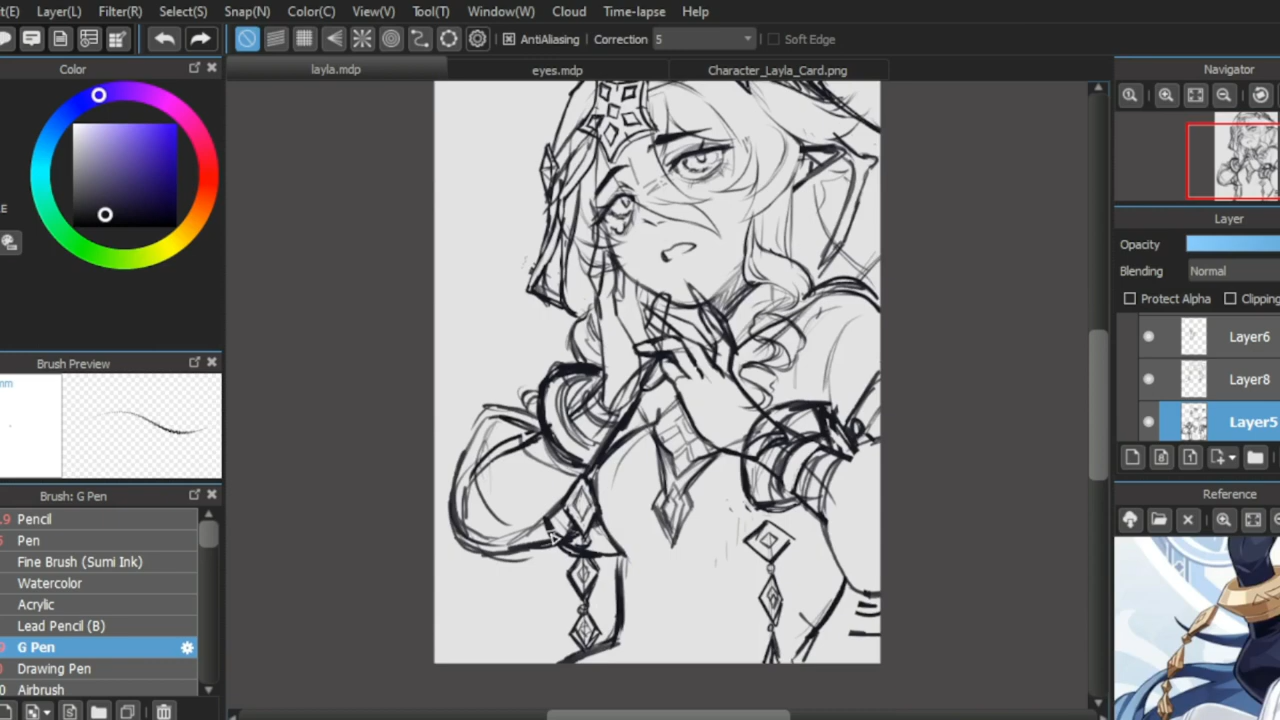 t(E) Layer(L) Filter(R) Select(S) Snap(N) Color(C) View(V) Tool(T) Window(W) Cloud Time-lapse Help
AntiAliasing Correction 5 Soft Edge
Color
layla.mdp eyes.mdp Character_Layla_Card.png
Navigator
Layer
Opacity
Blending Normal
Protect Alpha Clipping
Layer6
Layer8
Layer5
Brush Preview
mm
Brush: G Pen
Pencil
Pen
Fine Brush (Sumi Ink)
Watercolor
Acrylic
Lead Pencil (B)
G Pen
Drawing Pen
Airbrush
Reference